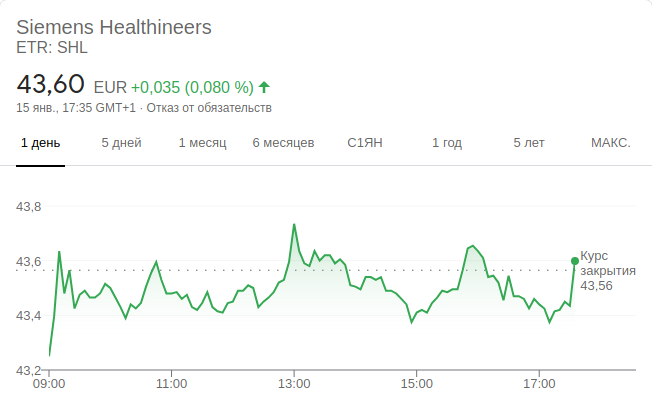 Siemens Healthineers
ETR: SHL
43,60 EUR +0,035 (0,080 %)
15 янв., 17:35 GMT+1 · Отказ от обязательств
1 день 5 дней 1 месяц 6 месяцев С1ЯН 1 год 5 лет МАКС.
43,8
43,6
43,4
43,2
Курс
закрытия
43,56
09:00 11:00 13:00 15:00 17:00